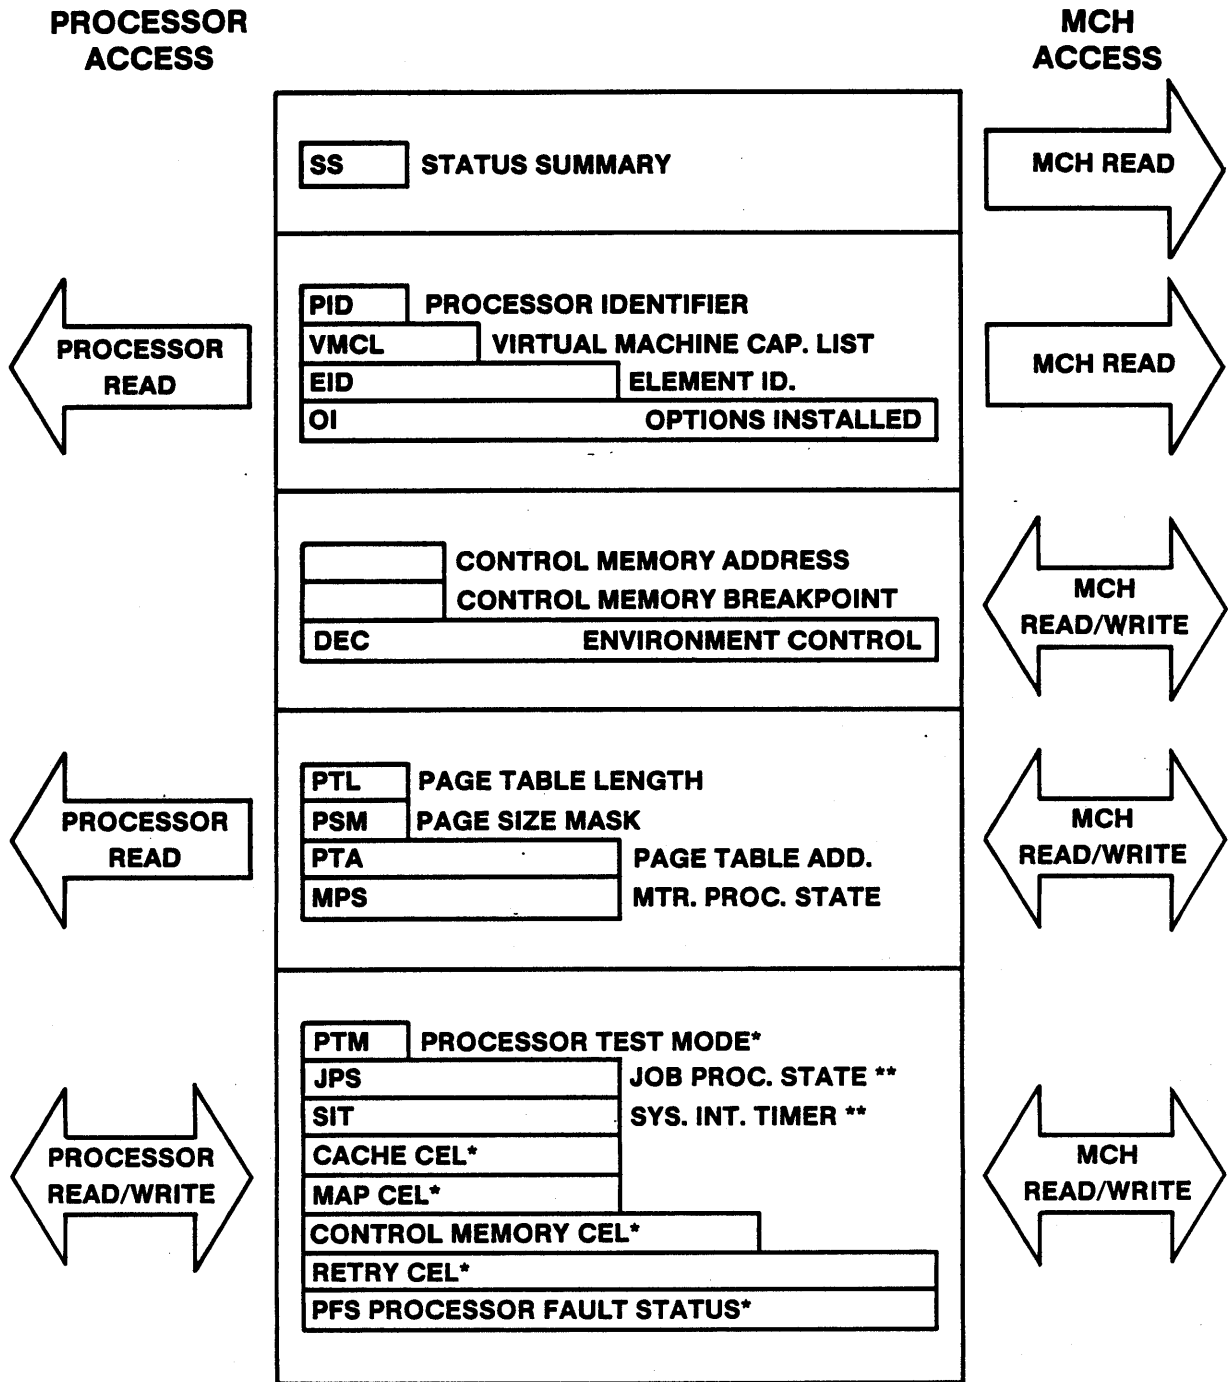 PROCESSOR
ACCESS
MCH
ACCESS
SS STATUS SUMMARY
MCH READ
PROCESSOR
READ
PID PROCESSOR IDENTIFIER
VMCL VIRTUAL MACHINE CAP. LIST
EID ELEMENT ID.
OI OPTIONS INSTALLED
MCH READ
CONTROL MEMORY ADDRESS
CONTROL MEMORY BREAKPOINT
DEC ENVIRONMENT CONTROL
MCH
READ/WRITE
PROCESSOR
READ
PTL PAGE TABLE LENGTH
PSM PAGE SIZE MASK
PTA PAGE TABLE ADD.
MPS MTR. PROC. STATE
MCH
READ/WRITE
PROCESSOR
READ/WRITE
PTM PROCESSOR TEST MODE*
JPS JOB PROC. STATE **
SIT SYS. INT. TIMER **
CACHE CEL*
MAP CEL*
CONTROL MEMORY CEL*
RETRY CEL*
PFS PROCESSOR FAULT STATUS*
MCH
READ/WRITE